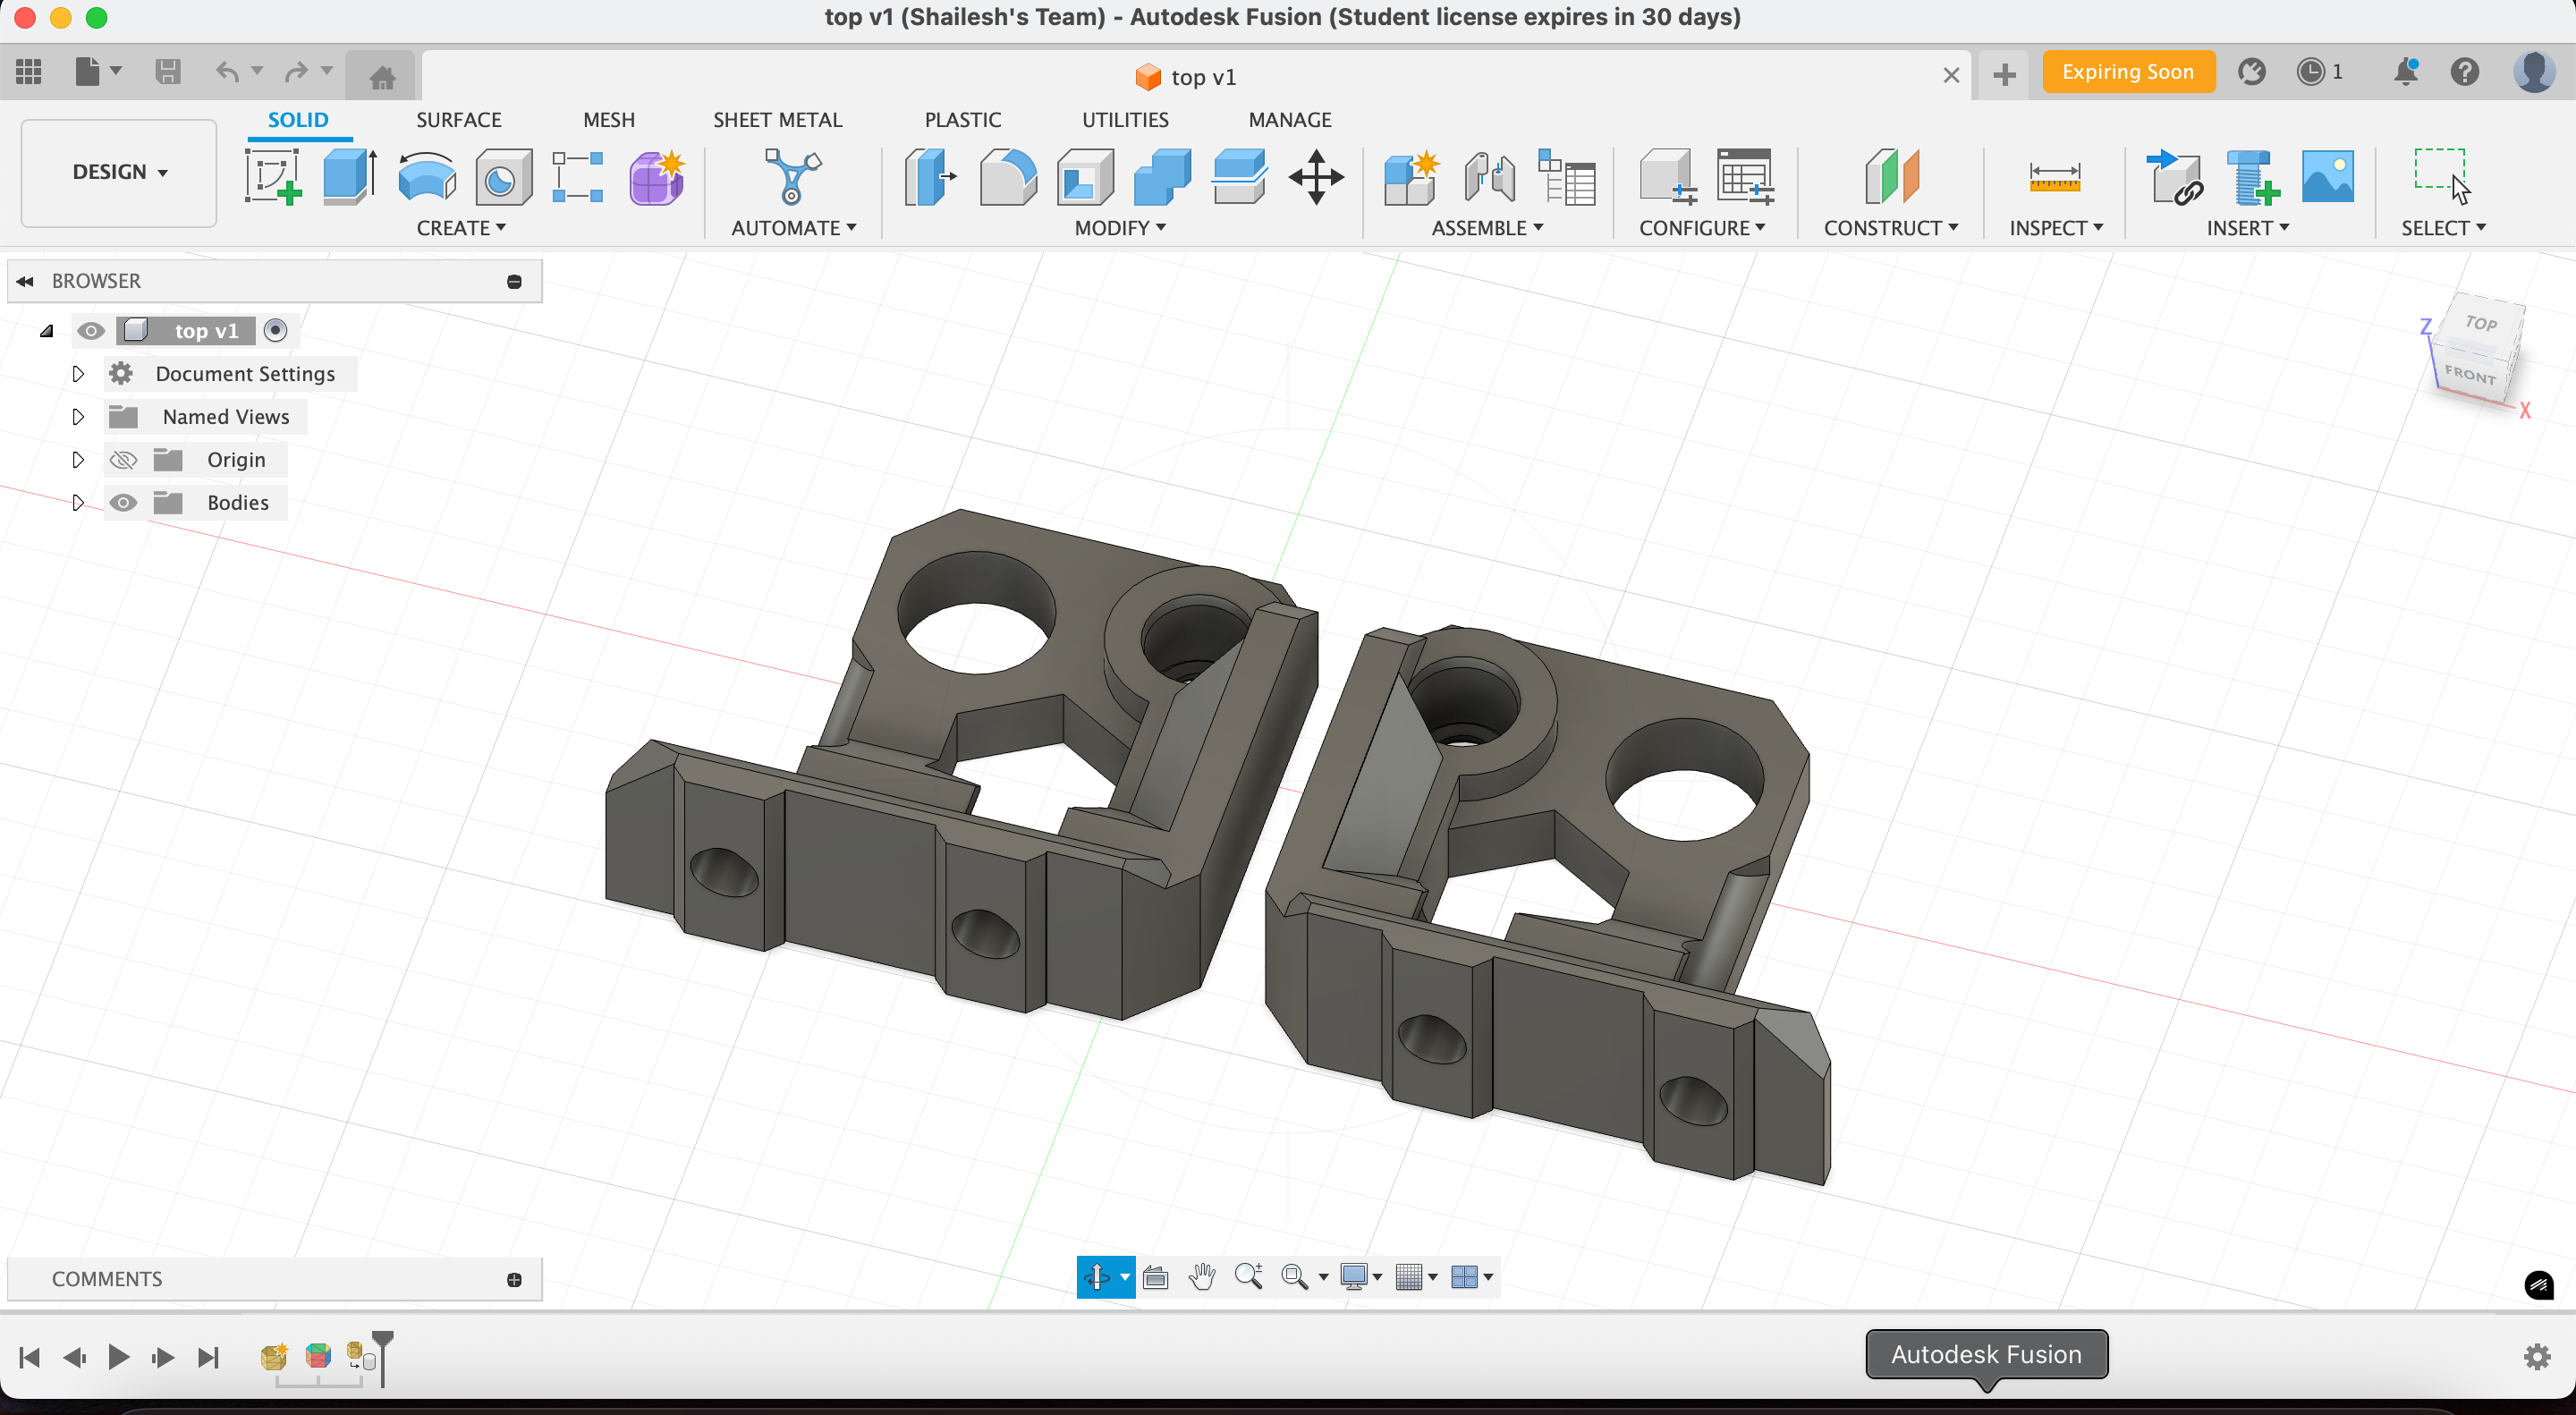 top v1 (Shailesh's Team) - Autodesk Fusion (Student license expires in 30 days)
top v1
Expiring Soon
1
DESIGN
SOLID
SURFACE
MESH
SHEET METAL
PLASTIC
UTILITIES
MANAGE
CREATE
AUTOMATE
MODIFY
ASSEMBLE
CONFIGURE
CONSTRUCT
INSPECT
INSERT
SELECT
BROWSER
top v1
Document Settings
Named Views
Origin
Bodies
Z
TOP
FRONT
X
COMMENTS
Autodesk Fusion